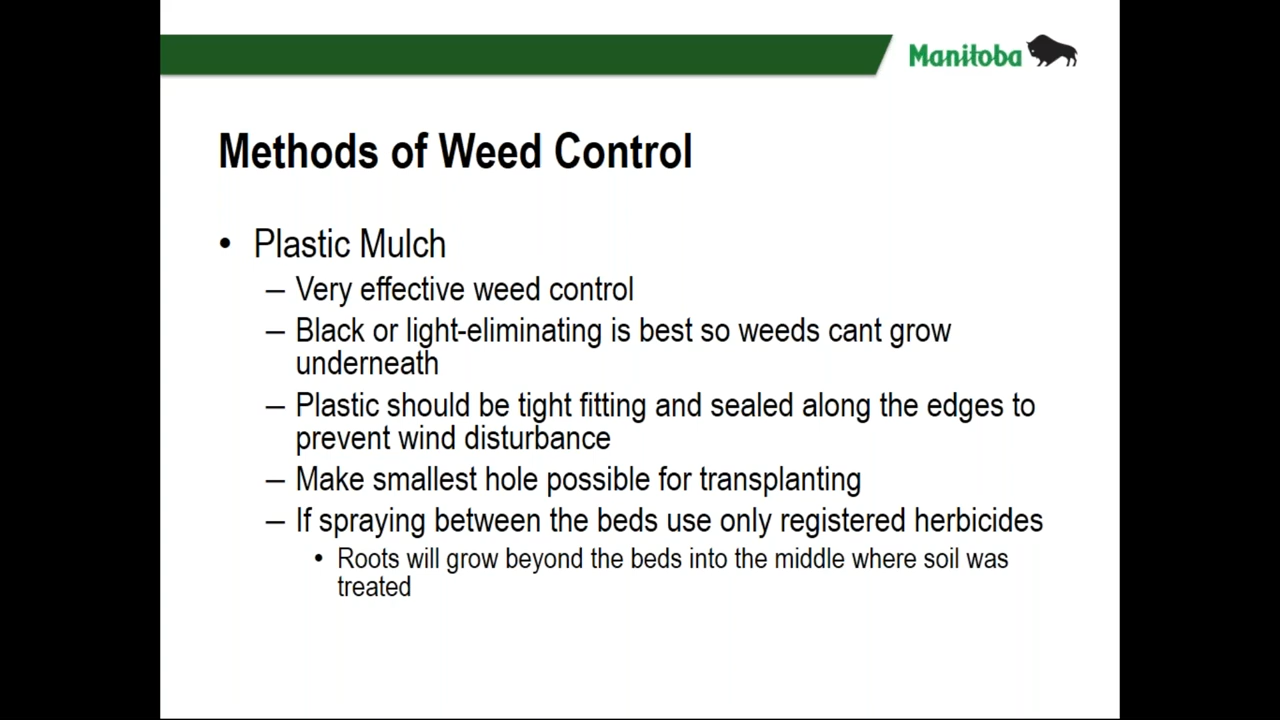 Manitoba
Methods of Weed Control
• Plastic Mulch
– Very effective weed control
– Black or light-eliminating is best so weeds cant grow
underneath
– Plastic should be tight fitting and sealed along the edges to
prevent wind disturbance
– Make smallest hole possible for transplanting
– If spraying between the beds use only registered herbicides
• Roots will grow beyond the beds into the middle where soil was
treated